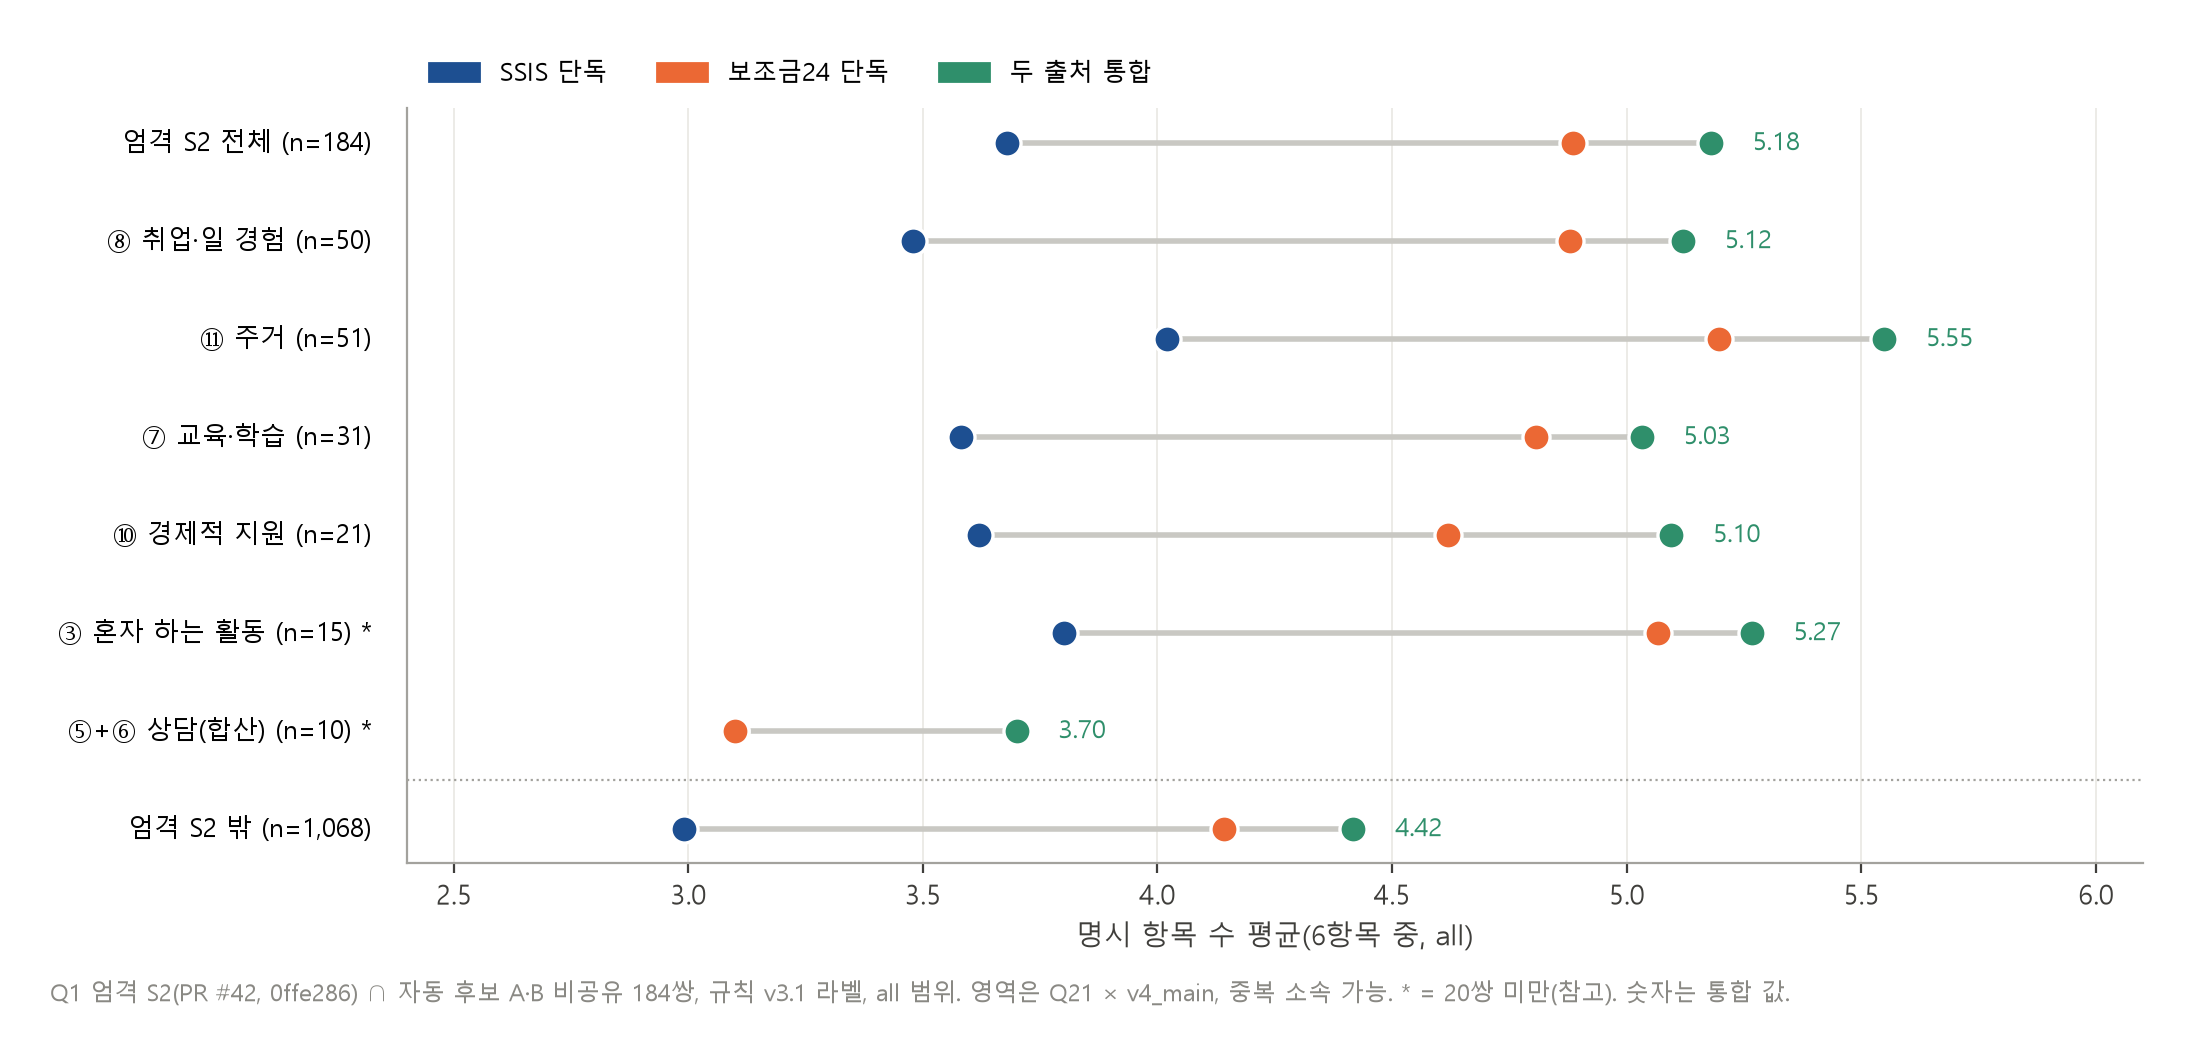 SSIS 단독 보조금24 단독 두 출처 통합
엄격 S2 전체 (n=184) 5.18
⑧ 취업·일 경험 (n=50) 5.12
⑪ 주거 (n=51) 5.55
⑦ 교육·학습 (n=31) 5.03
⑩ 경제적 지원 (n=21) 5.10
③ 혼자 하는 활동 (n=15) * 5.27
⑤+⑥ 상담(합산) (n=10) * 3.70
엄격 S2 밖 (n=1,068) 4.42
2.5 3.0 3.5 4.0 4.5 5.0 5.5 6.0
명시 항목 수 평균(6항목 중, all)
Q1 엄격 S2(PR #42, 0ffe286) ∩ 자동 후보 A·B 비공유 184쌍, 규칙 v3.1 라벨, all 범위. 영역은 Q21 × v4_main, 중복 소속 가능. * = 20쌍 미만(참고). 숫자는 통합 값.